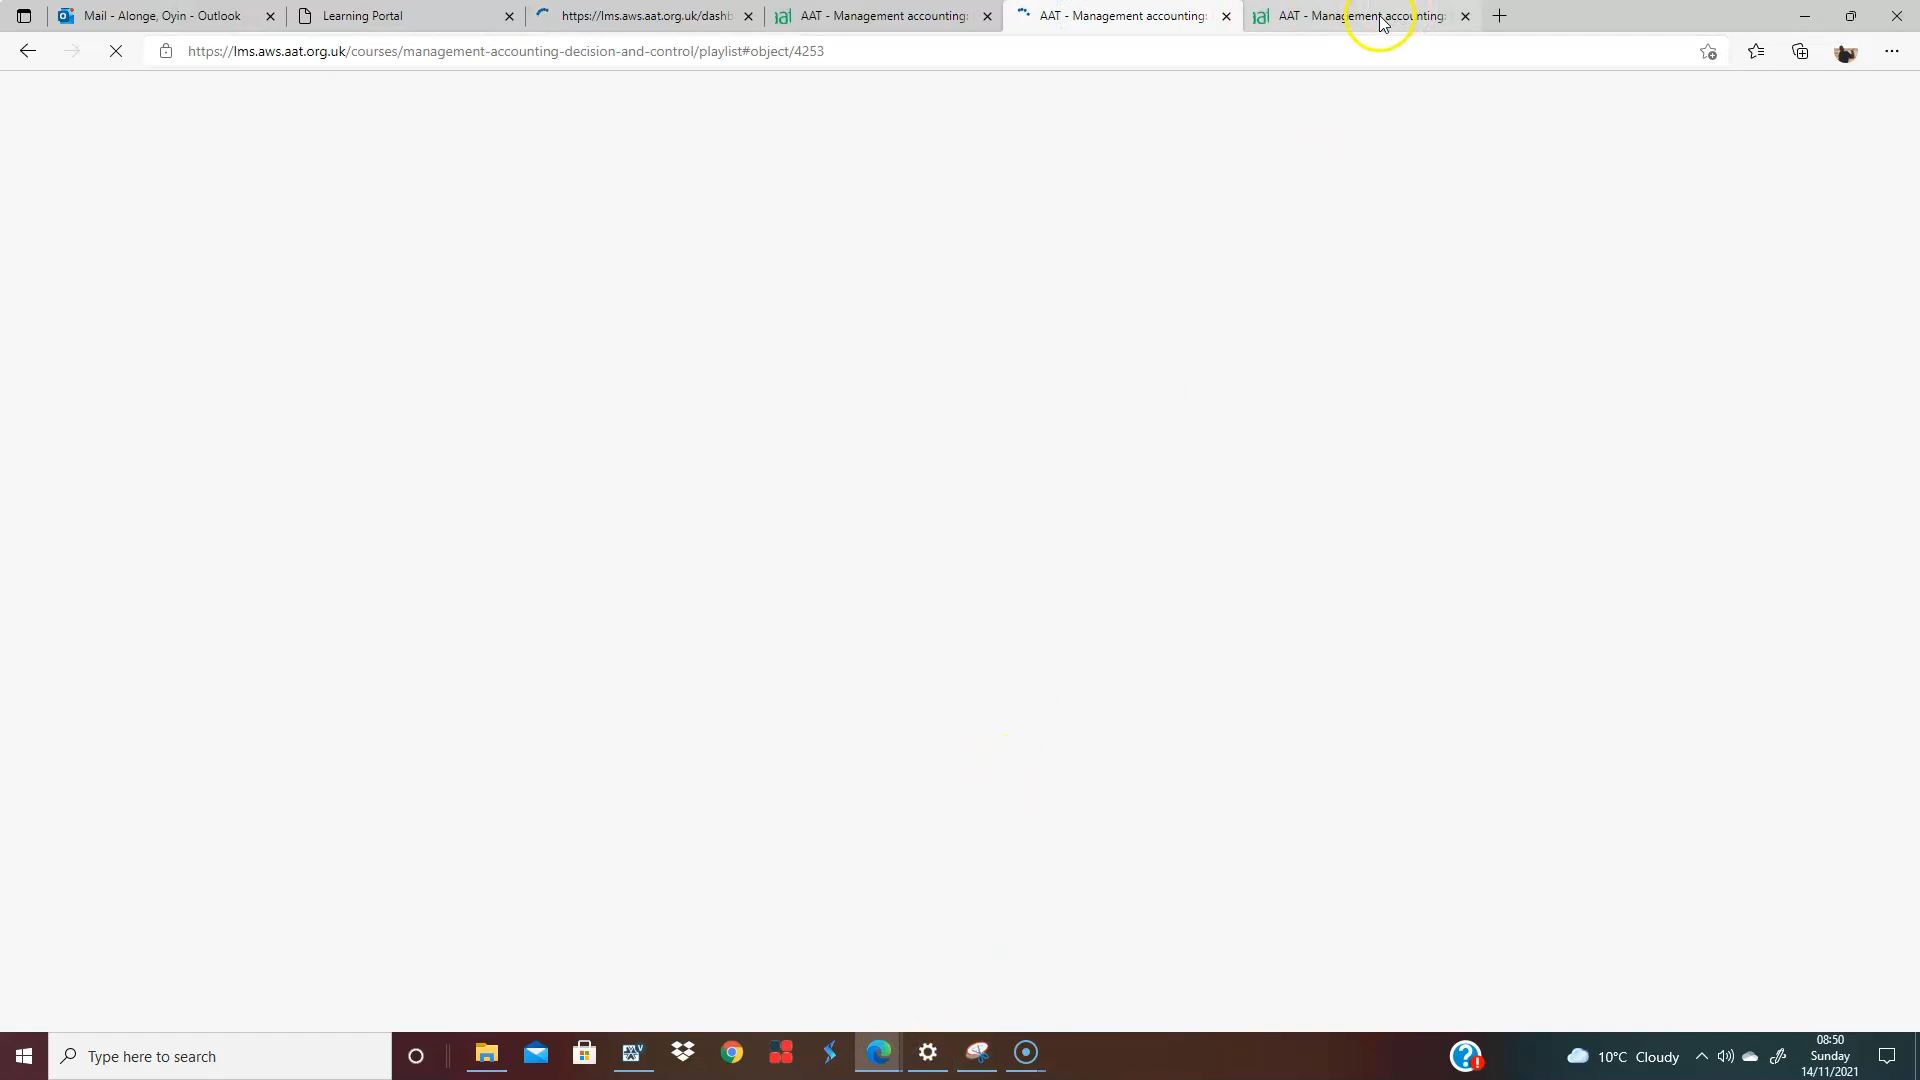 Mail - Alonge, Oyin - Outlook
Learning Portal
https://lms.aws.aat.org.uk/dashb
AAT - Management accounting:
AAT - Management accounting:
AAT - Management accounting:
https://lms.aws.aat.org.uk/courses/management-accounting-decision-and-control/playlist#object/4253
Type here to search
10°C Cloudy
08:50
Sunday
14/11/2021